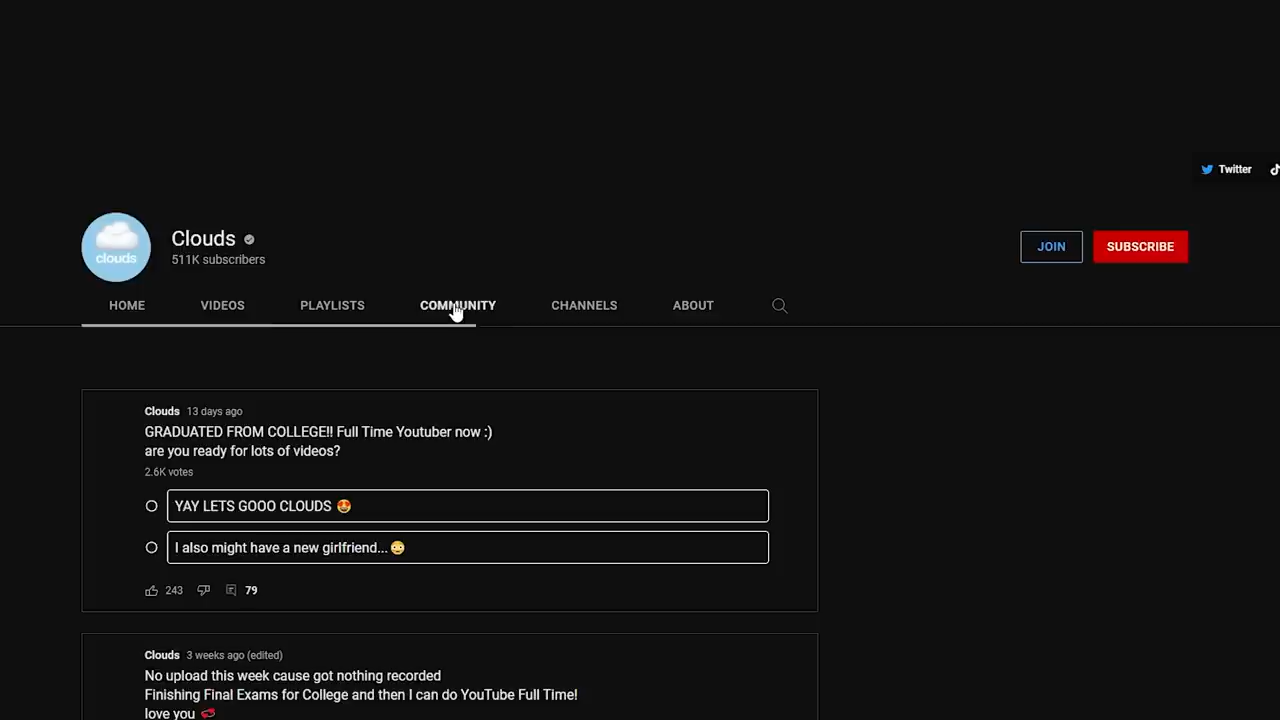 Twitter
clouds
Clouds
511K subscribers
JOIN
SUBSCRIBE
HOME
VIDEOS
PLAYLISTS
COMMUNITY
CHANNELS
ABOUT
Clouds 13 days ago
GRADUATED FROM COLLEGE!! Full Time Youtuber now :)
are you ready for lots of videos?
2.6K votes
YAY LETS GOOO CLOUDS 🤩
I also might have a new girlfriend... 😳
243
79
Clouds 3 weeks ago (edited)
No upload this week cause got nothing recorded
Finishing Final Exams for College and then I can do YouTube Full Time!
love you 💞